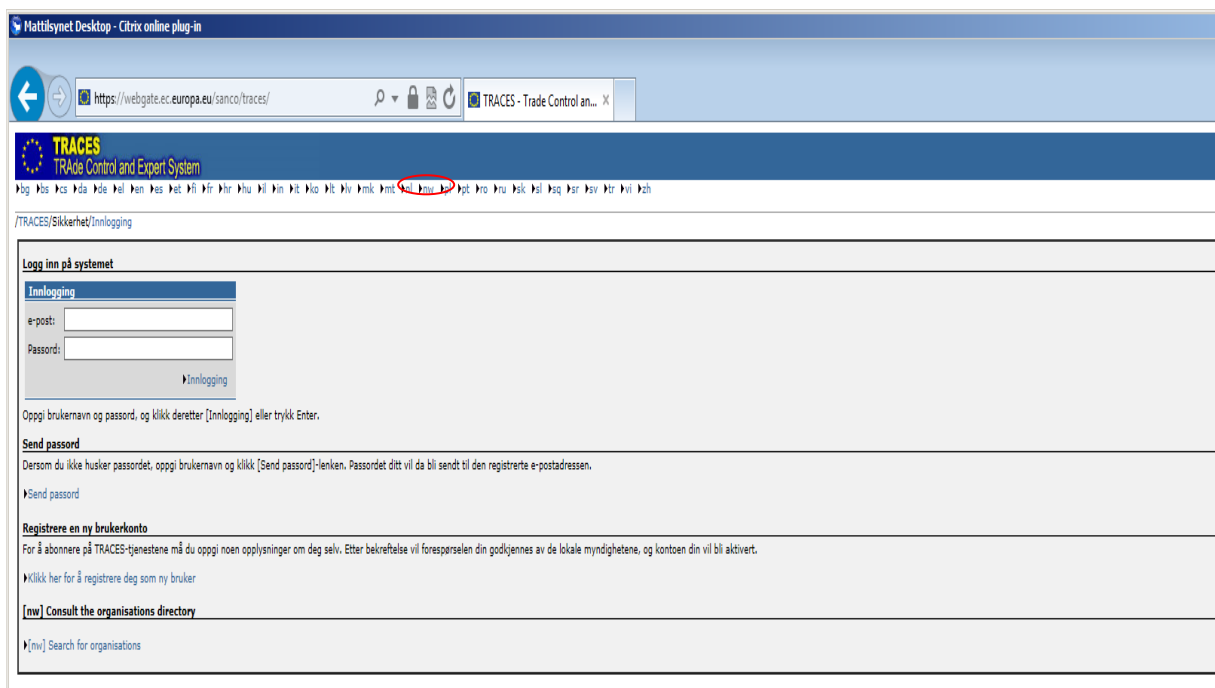 Mattilsynet Desktop - Citrix online plug-in
https://webgate.ec.europa.eu/sanco/traces/
TRACES - Trade Control an...
TRACES
TRAde Control and Expert System
bg bs cs da de el en es et fi fr hr hu il in it ko lt lv mk mt nl nw pl pt ro ru sk sl sq sr sv tr vi zh
/TRACES/Sikkerhet/Innlogging
Logg inn på systemet
Innlogging
e-post:
Passord:
Innlogging
Oppgi brukernavn og passord, og klikk deretter [Innlogging] eller trykk Enter.
Send passord
Dersom du ikke husker passordet, oppgi brukernavn og klikk [Send passord]-lenken. Passordet ditt vil da bli sendt til den registrerte e-postadressen.
Send passord
Registrere en ny brukerkonto
For å abonnere på TRACES-tjenestene må du oppgi noen opplysninger om deg selv. Etter bekreftelse vil forespørselen din godkjennes av de lokale myndighetene, og kontoen din vil bli aktivert.
Klikk her for å registrere deg som ny bruker
[nw] Consult the organisations directory
[nw] Search for organisations